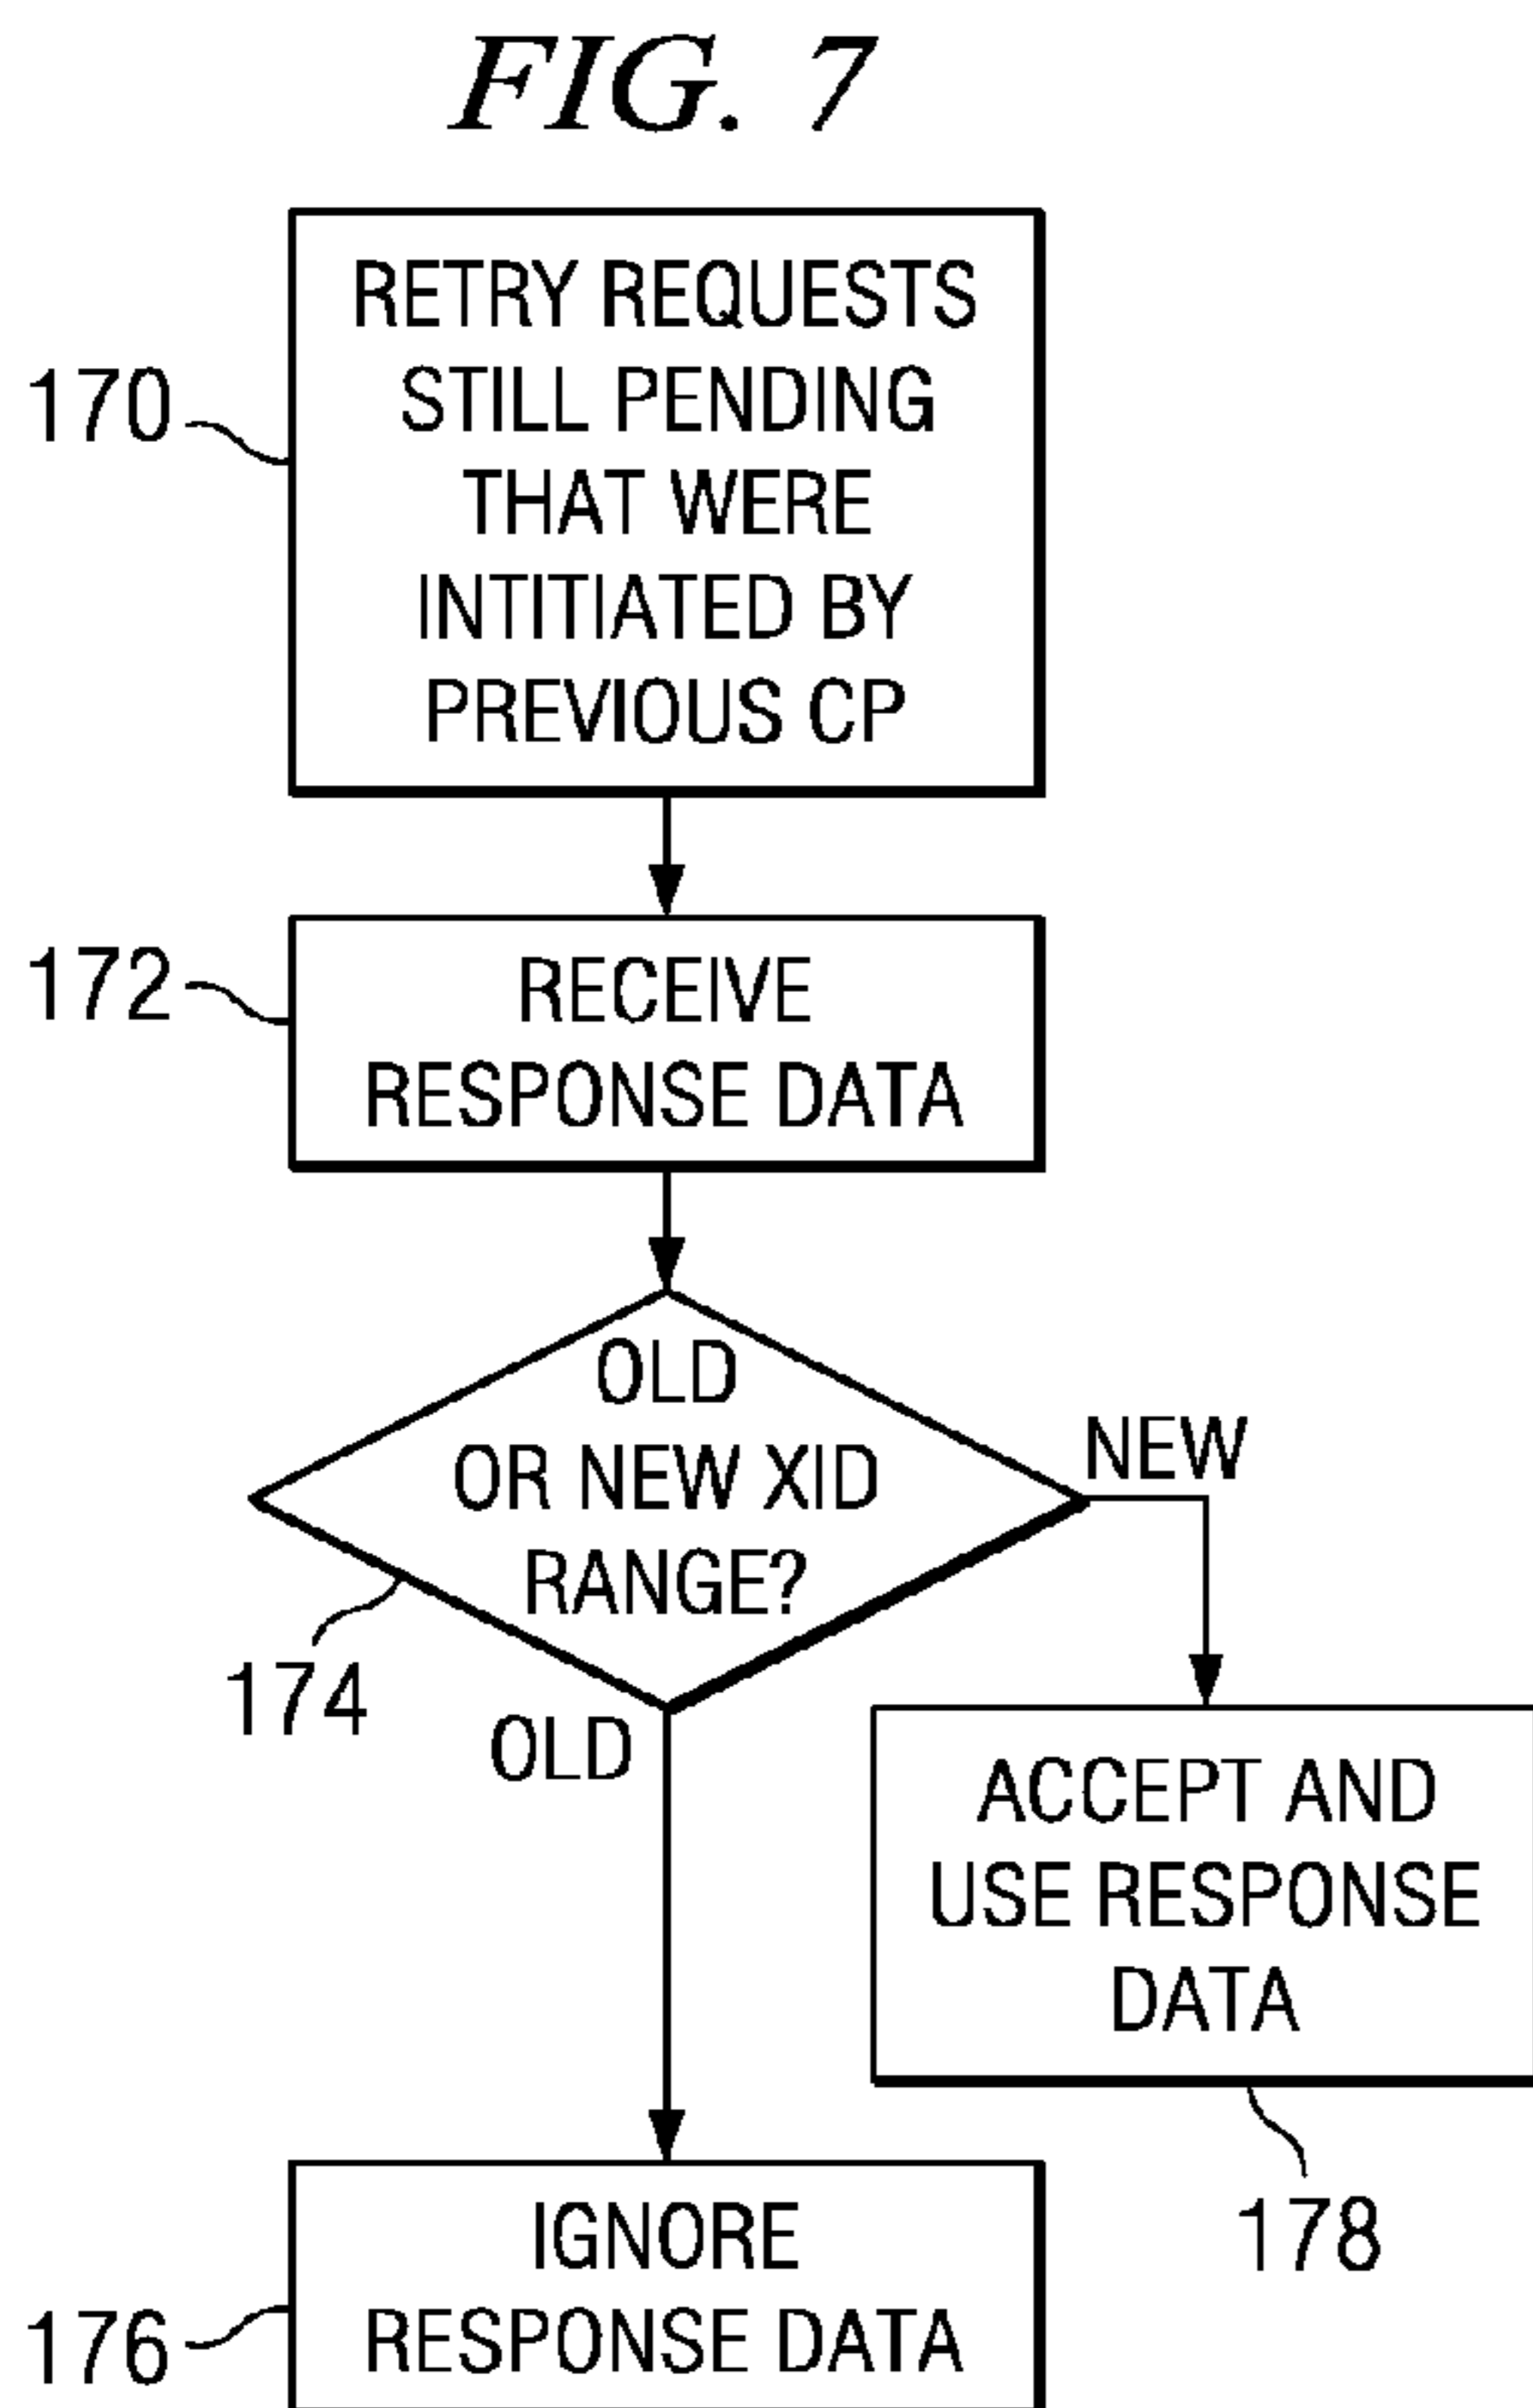 FIG. 7
RETRY REQUESTS
STILL PENDING
THAT WERE
INTITIATED BY
PREVIOUS CP
170
RECEIVE
RESPONSE DATA
172
OLD
OR NEW XID
RANGE?
NEW
174
OLD
ACCEPT AND
USE RESPONSE
DATA
178
IGNORE
RESPONSE DATA
176